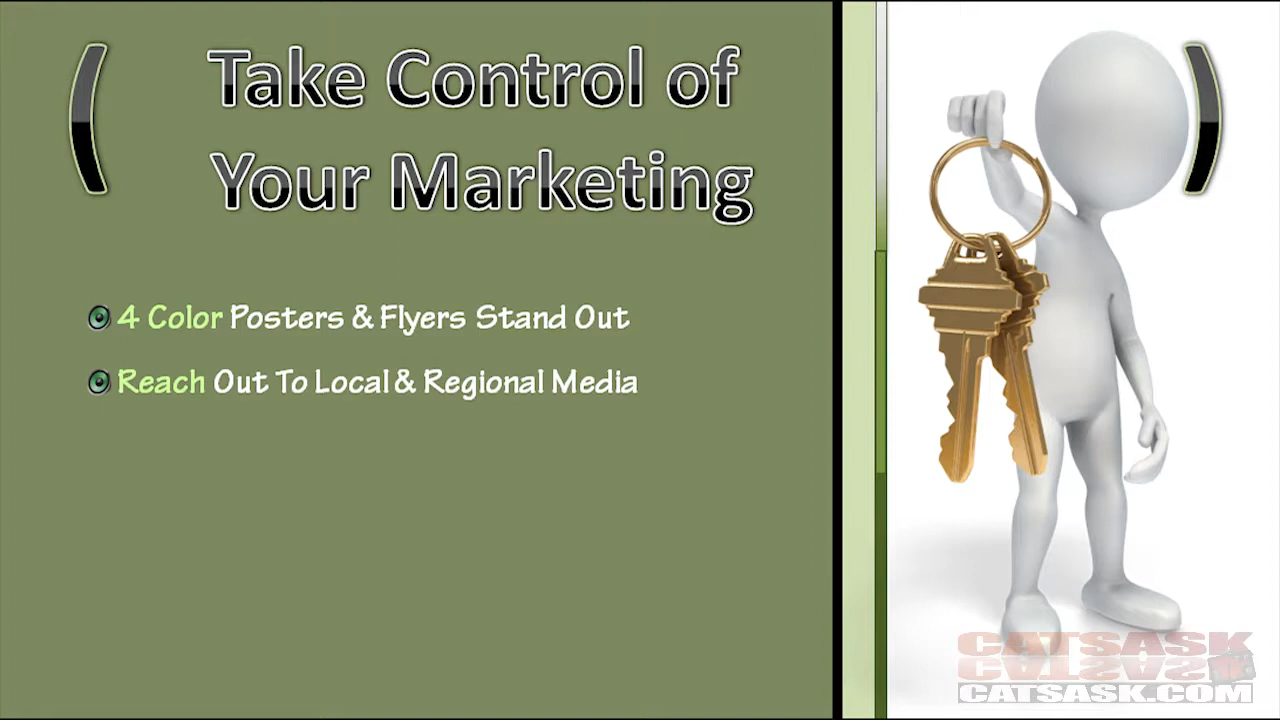 ( Take Control of )
Your Marketing
4 Color Posters & Flyers Stand Out
Reach Out To Local & Regional Media
CATSASK
CATSASK.COM